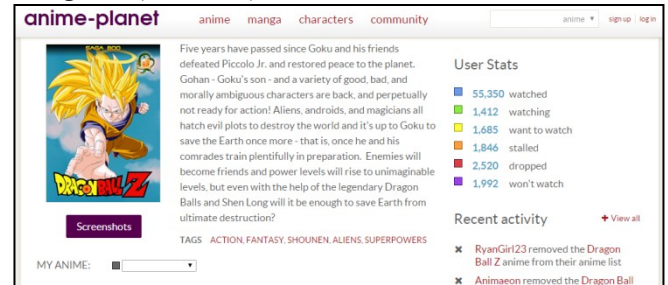 anime-planet
anime manga characters community
anime sign up log in
SAGA BOO
DRAGON BALL Z
Screenshots
MY ANIME:
Five years have passed since Goku and his friends
defeated Piccolo Jr. and restored peace to the planet.
Gohan - Goku's son - and a variety of good, bad, and
morally ambiguous characters are back, and perpetually
not ready for action! Aliens, androids, and magicians all
hatch evil plots to destroy the world and it's up to Goku to
save the Earth once more - that is, once he and his
comrades train plentifully in preparation. Enemies will
become friends and power levels will rise to unimaginable
levels, but even with the help of the legendary Dragon
Balls and Shen Long will it be enough to save Earth from
ultimate destruction?
TAGS ACTION, FANTASY, SHOUNEN, ALIENS, SUPERPOWERS
User Stats
55,350 watched
1,412 watching
1,685 want to watch
1,846 stalled
2,520 dropped
1,992 won't watch
Recent activity + View all
RyanGirl23 removed the Dragon
Ball Z anime from their anime list
Animaeon removed the Dragon Ball